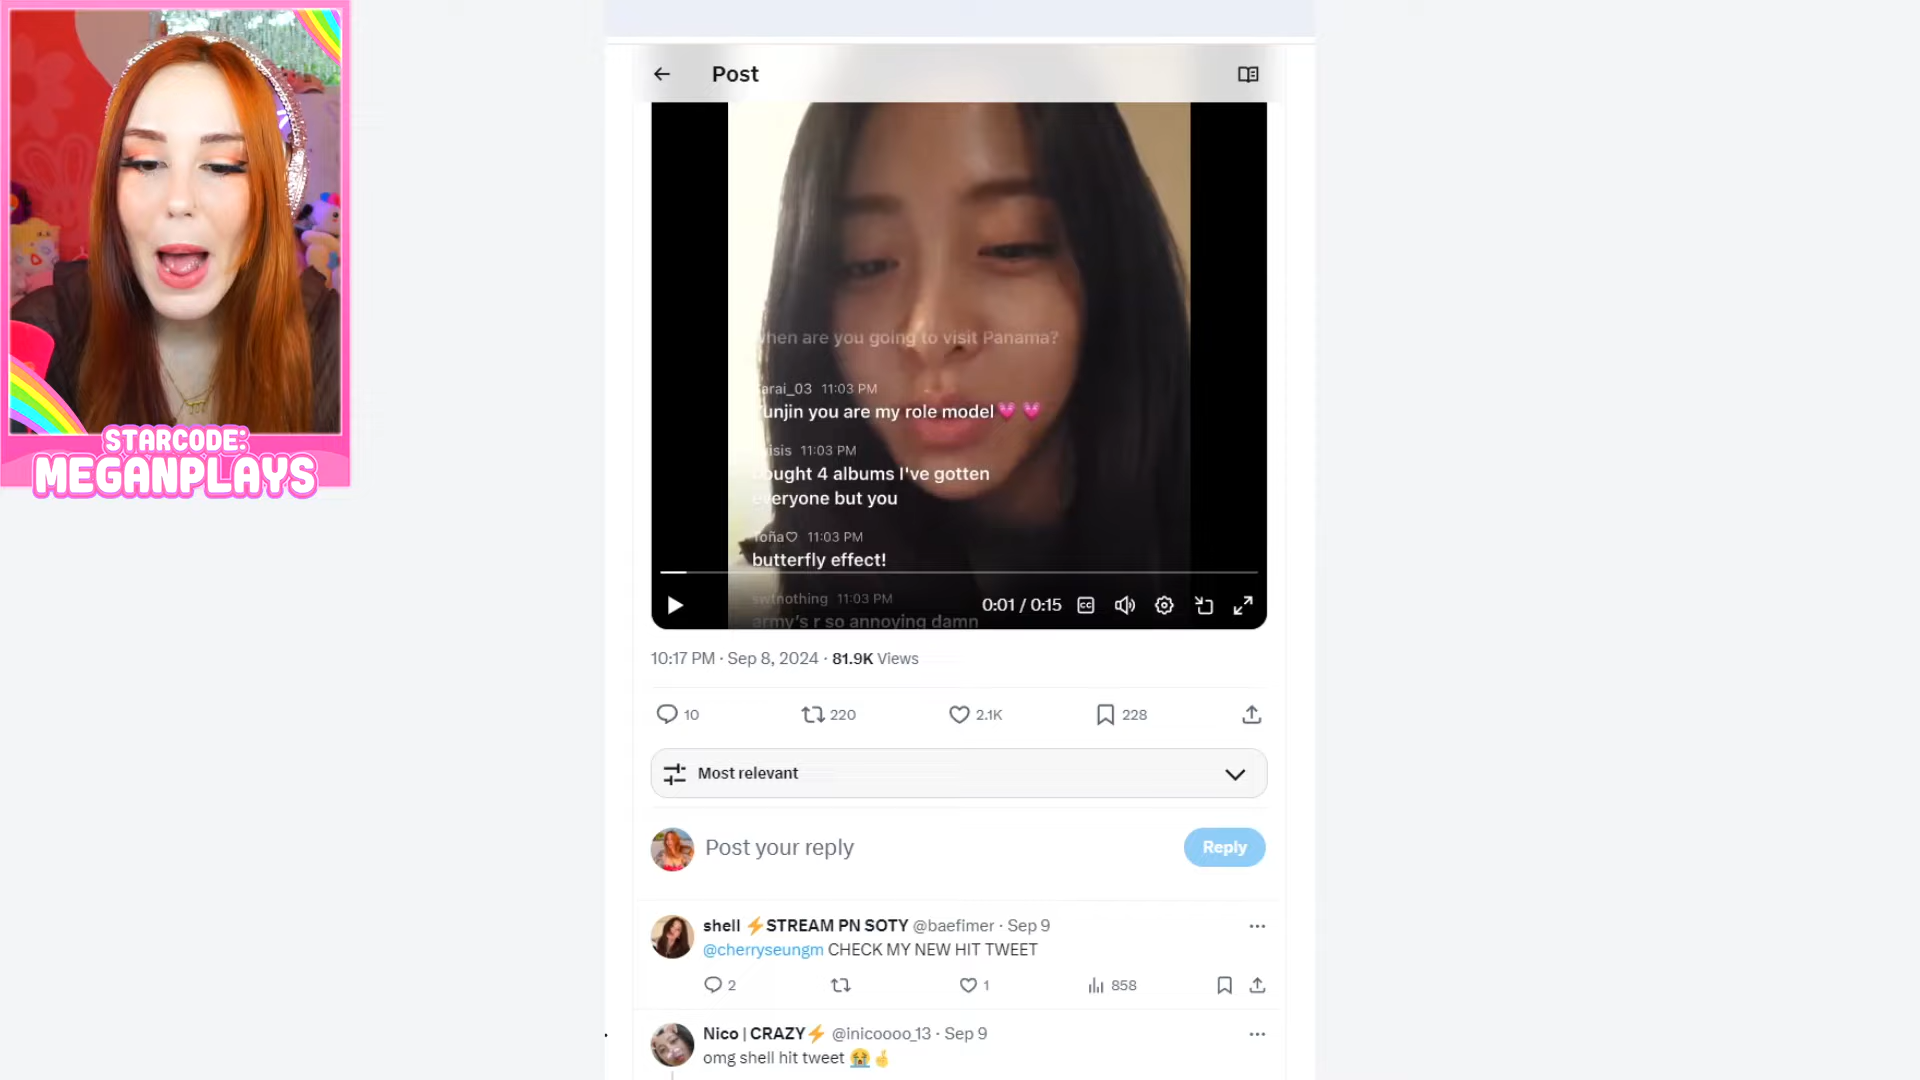 Post
when are you going to visit Panama?
arai_03 11:03 PM
unjin you are my role model💗 💗
isis 11:03 PM
ought 4 albums I've gotten
everyone but you
oña♡ 11:03 PM
butterfly effect!
swtnothing 11:03 PM
army's r so annoying damn
0:01 / 0:15
CC
STARCODE:
MEGANPLAYS
10:17 PM · Sep 8, 2024 · 81.9K Views
10 220 2.1K 228
Most relevant
Post your reply
Reply
shell ⚡STREAM PN SOTY @baefimer · Sep 9
@cherryseungm CHECK MY NEW HIT TWEET
2 1 858
Nico | CRAZY⚡ @inicoooo_13 · Sep 9
omg shell hit tweet 😭🤞